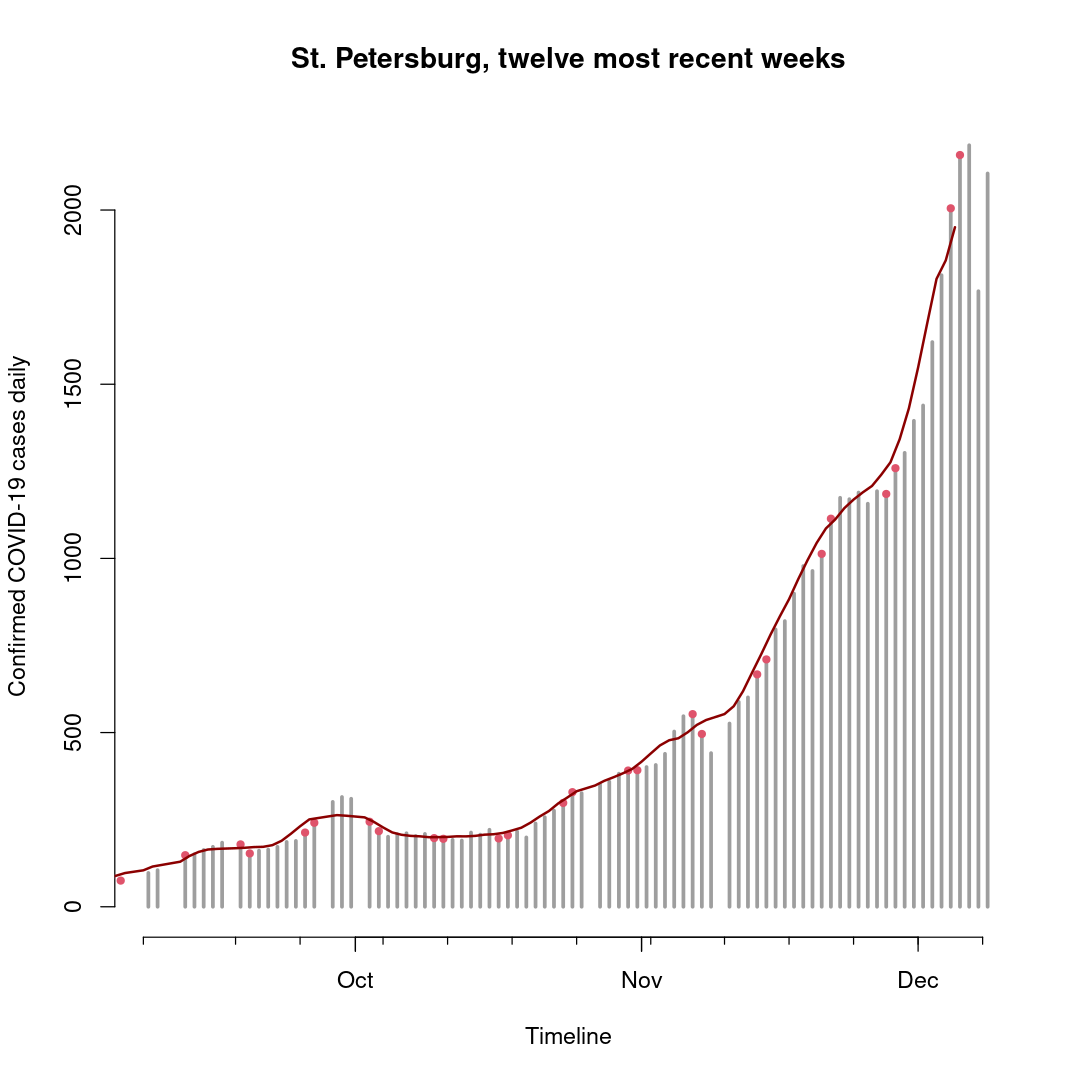 St. Petersburg, twelve most recent weeks
Confirmed COVID-19 cases daily
2000
1500
1000
500
0
Oct Nov Dec
Timeline